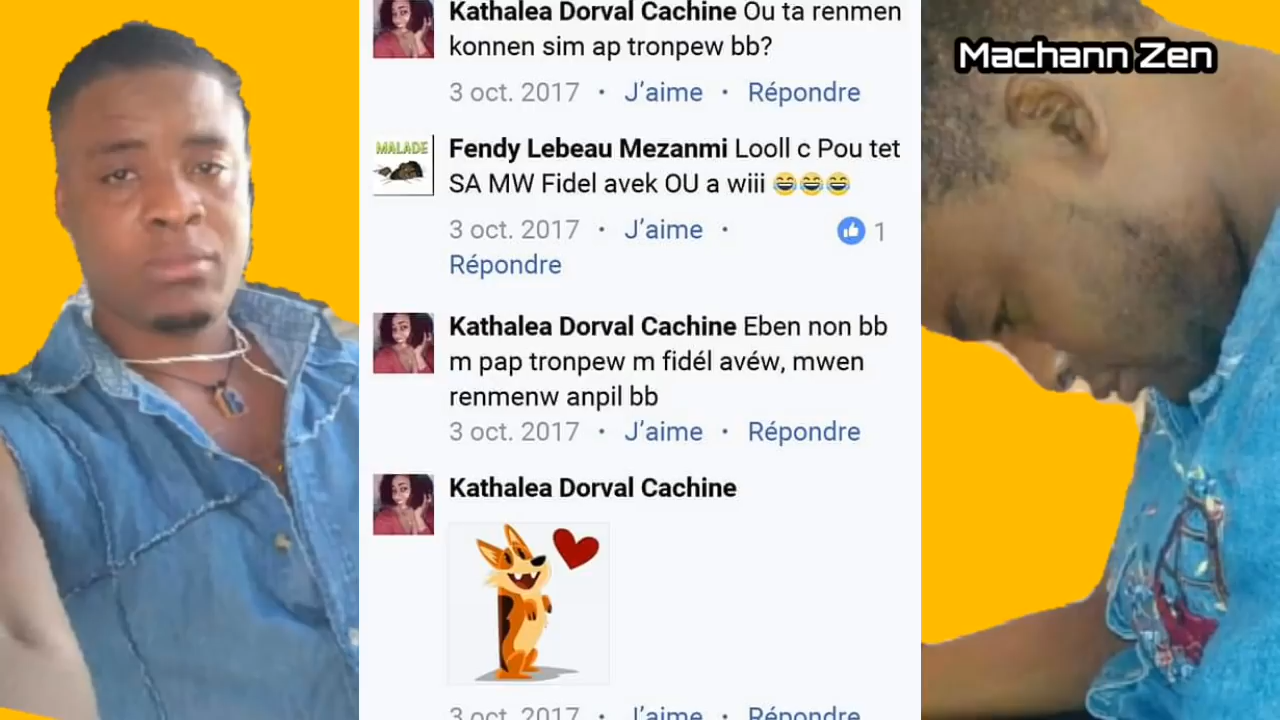 Kathalea Dorval Cachine Ou ta renmen
konnen sim ap tronpew bb?
3 oct. 2017 · J’aime · Répondre
MALADE
Fendy Lebeau Mezanmi Looll c Pou tet
SA MW Fidel avek OU a wiii 😂😂😂
3 oct. 2017 · J’aime ·
1
Répondre
Kathalea Dorval Cachine Eben non bb
m pap tronpew m fidél avéw, mwen
renmenw anpil bb
3 oct. 2017 · J’aime · Répondre
Kathalea Dorval Cachine
3 oct. 2017 · J’aime · Répondre
Machann Zen